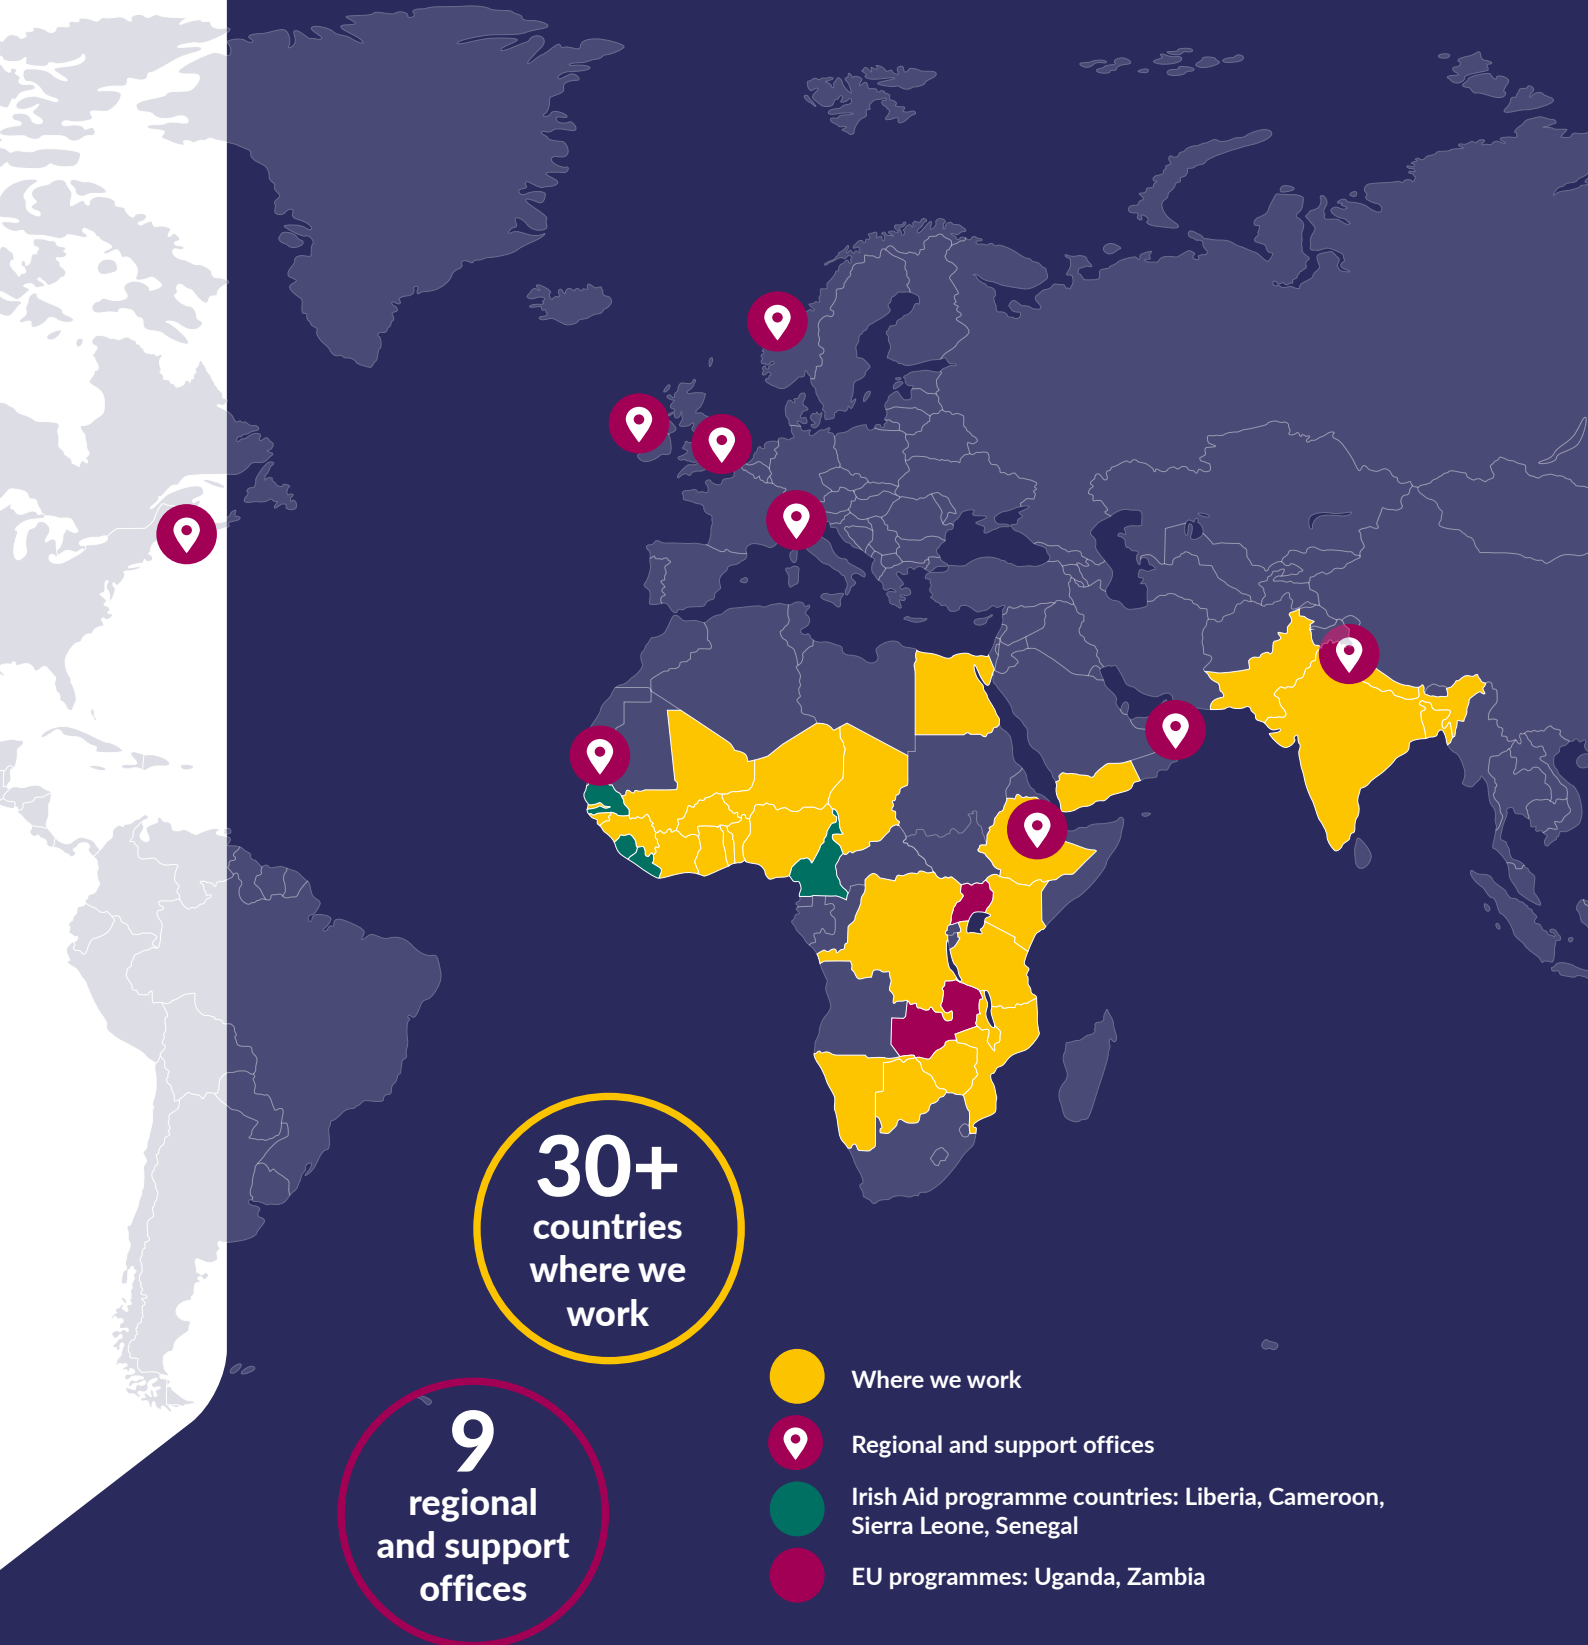 30+
countries
where we
work
9
regional
and support
offices
Where we work
Regional and support offices
Irish Aid programme countries: Liberia, Cameroon,
Sierra Leone, Senegal
EU programmes: Uganda, Zambia